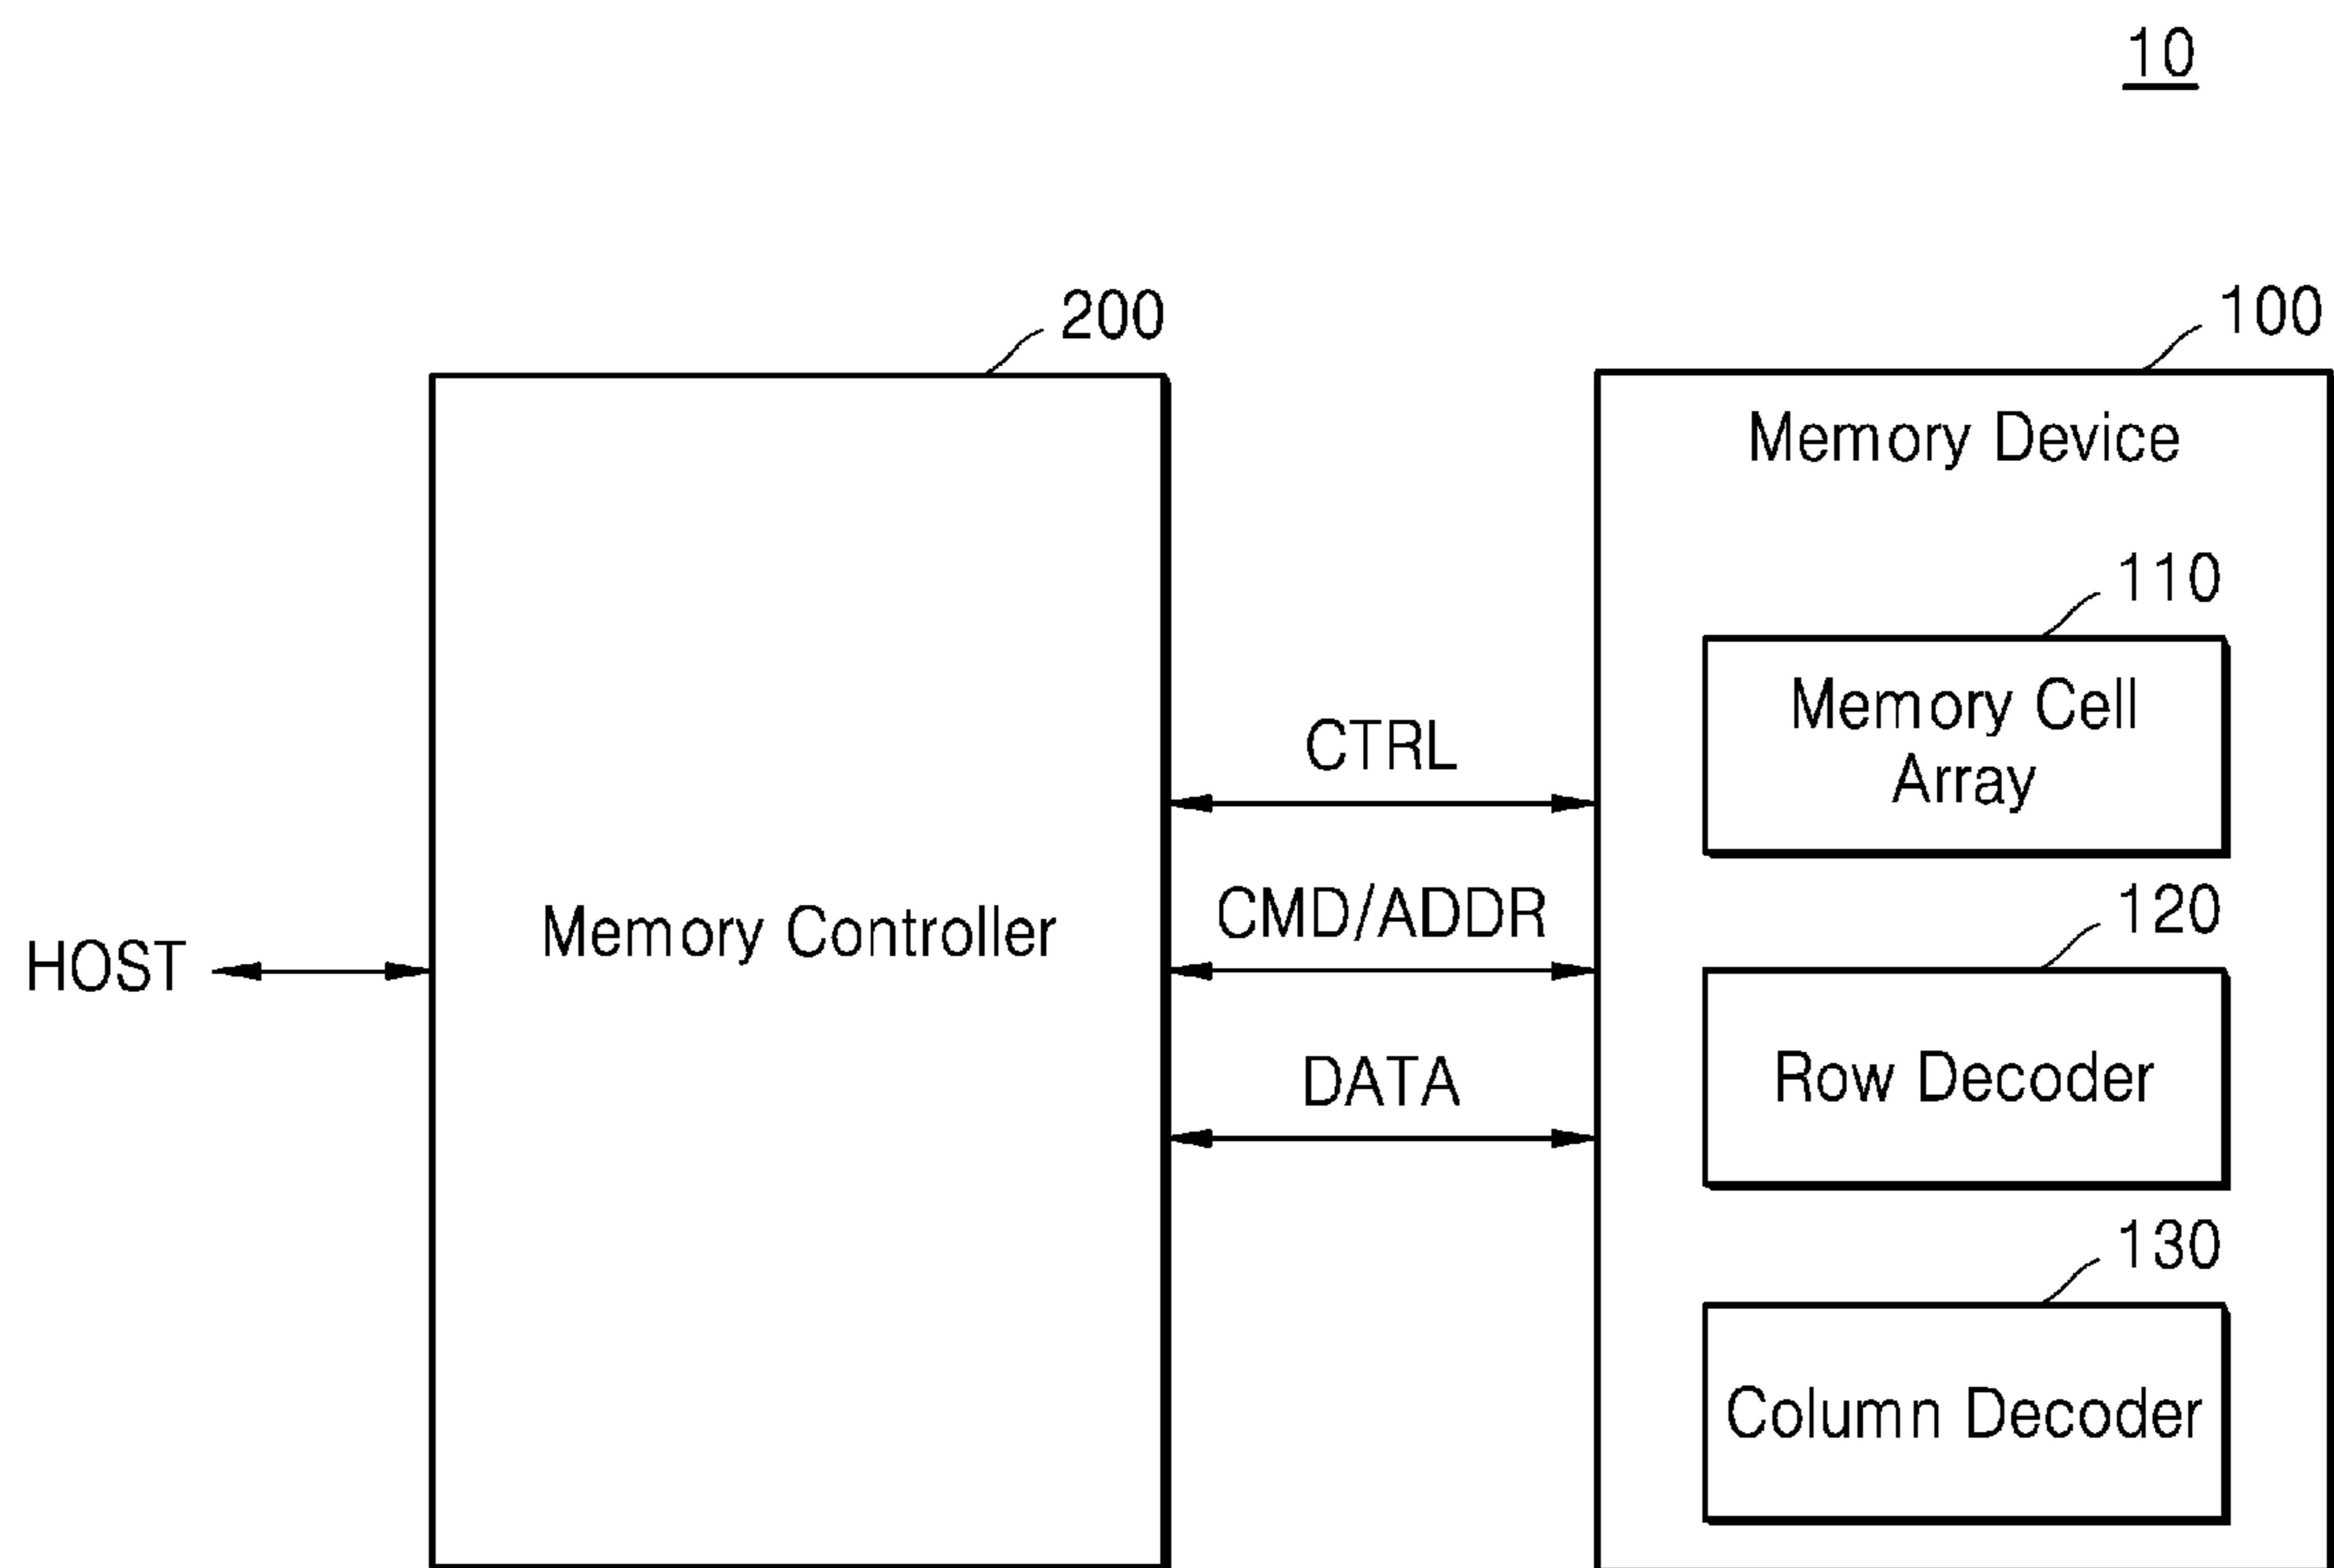 10
200
100
Memory Device
110
Memory Cell
Array
CTRL
CMD/ADDR
120
HOST
Memory Controller
DATA
Row Decoder
130
Column Decoder